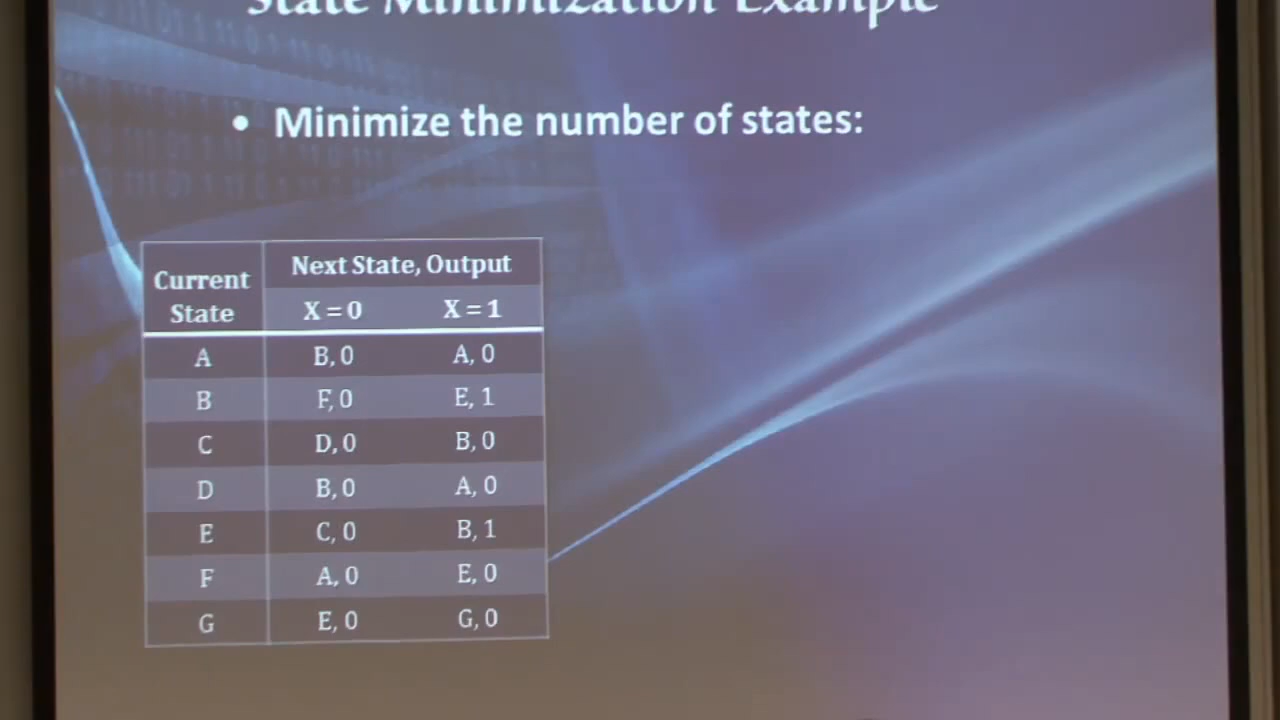 State Minimization Example
• Minimize the number of states:
Current State Next State, Output
X = 0 X = 1
A B, 0 A, 0
B F, 0 E, 1
C D, 0 B, 0
D B, 0 A, 0
E C, 0 B, 1
F A, 0 E, 0
G E, 0 G, 0